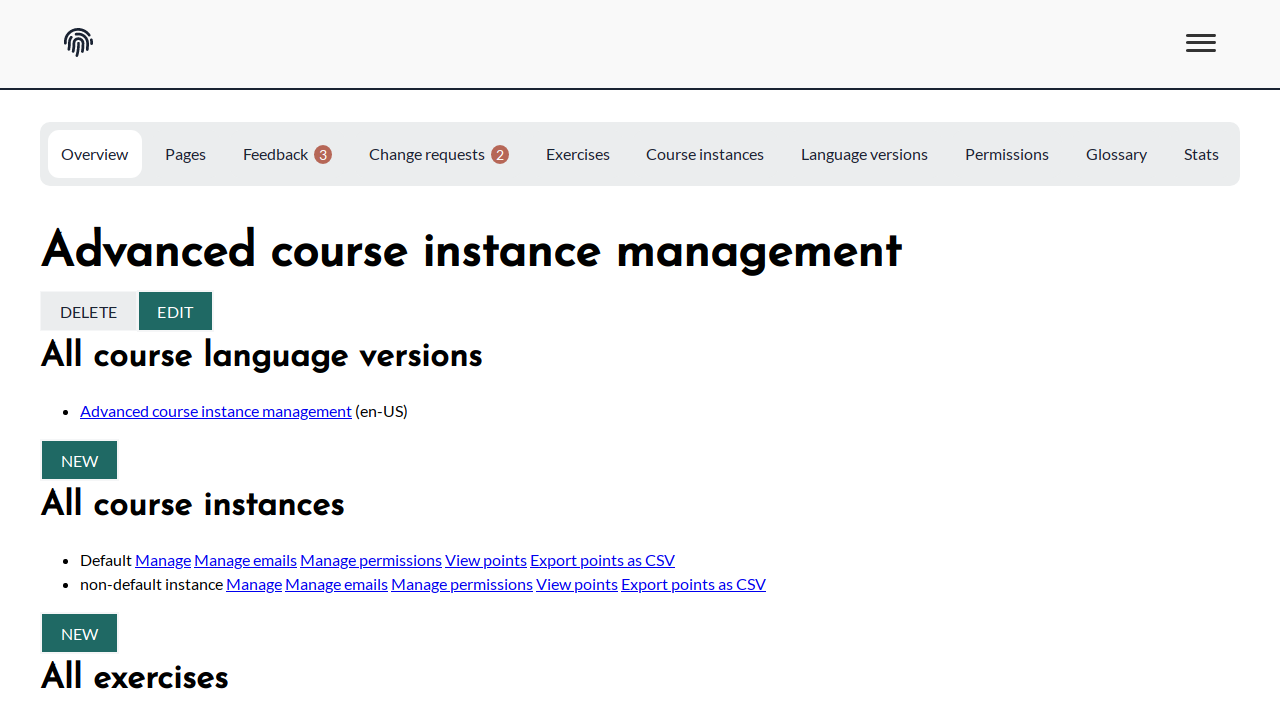 Overview Pages Feedback 3 Change requests 2 Exercises Course instances Language versions Permissions Glossary Stats
Advanced course instance management
DELETE EDIT
All course language versions
Advanced course instance management (en-US)
NEW
All course instances
Default Manage Manage emails Manage permissions View points Export points as CSV
non-default instance Manage Manage emails Manage permissions View points Export points as CSV
NEW
All exercises